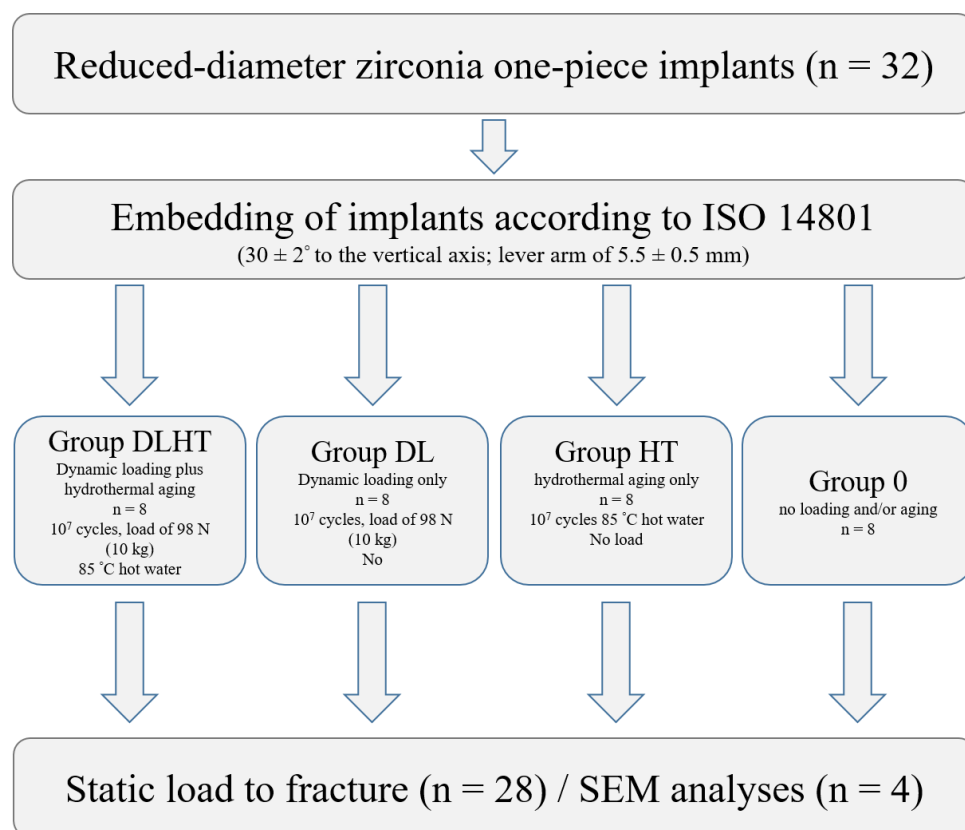 Reduced-diameter zirconia one-piece implants (n = 32)
Embedding of implants according to ISO 14801
(30 ± 2° to the vertical axis; lever arm of 5.5 ± 0.5 mm)
Group DLHT
Dynamic loading plus
hydrothermal aging
n = 8
10⁷ cycles, load of 98 N
(10 kg)
85 °C hot water
Group DL
Dynamic loading only
n = 8
10⁷ cycles, load of 98 N
(10 kg)
No
Group HT
hydrothermal aging only
n = 8
10⁷ cycles 85 °C hot water
No load
Group 0
no loading and/or aging
n = 8
Static load to fracture (n = 28) / SEM analyses (n = 4)